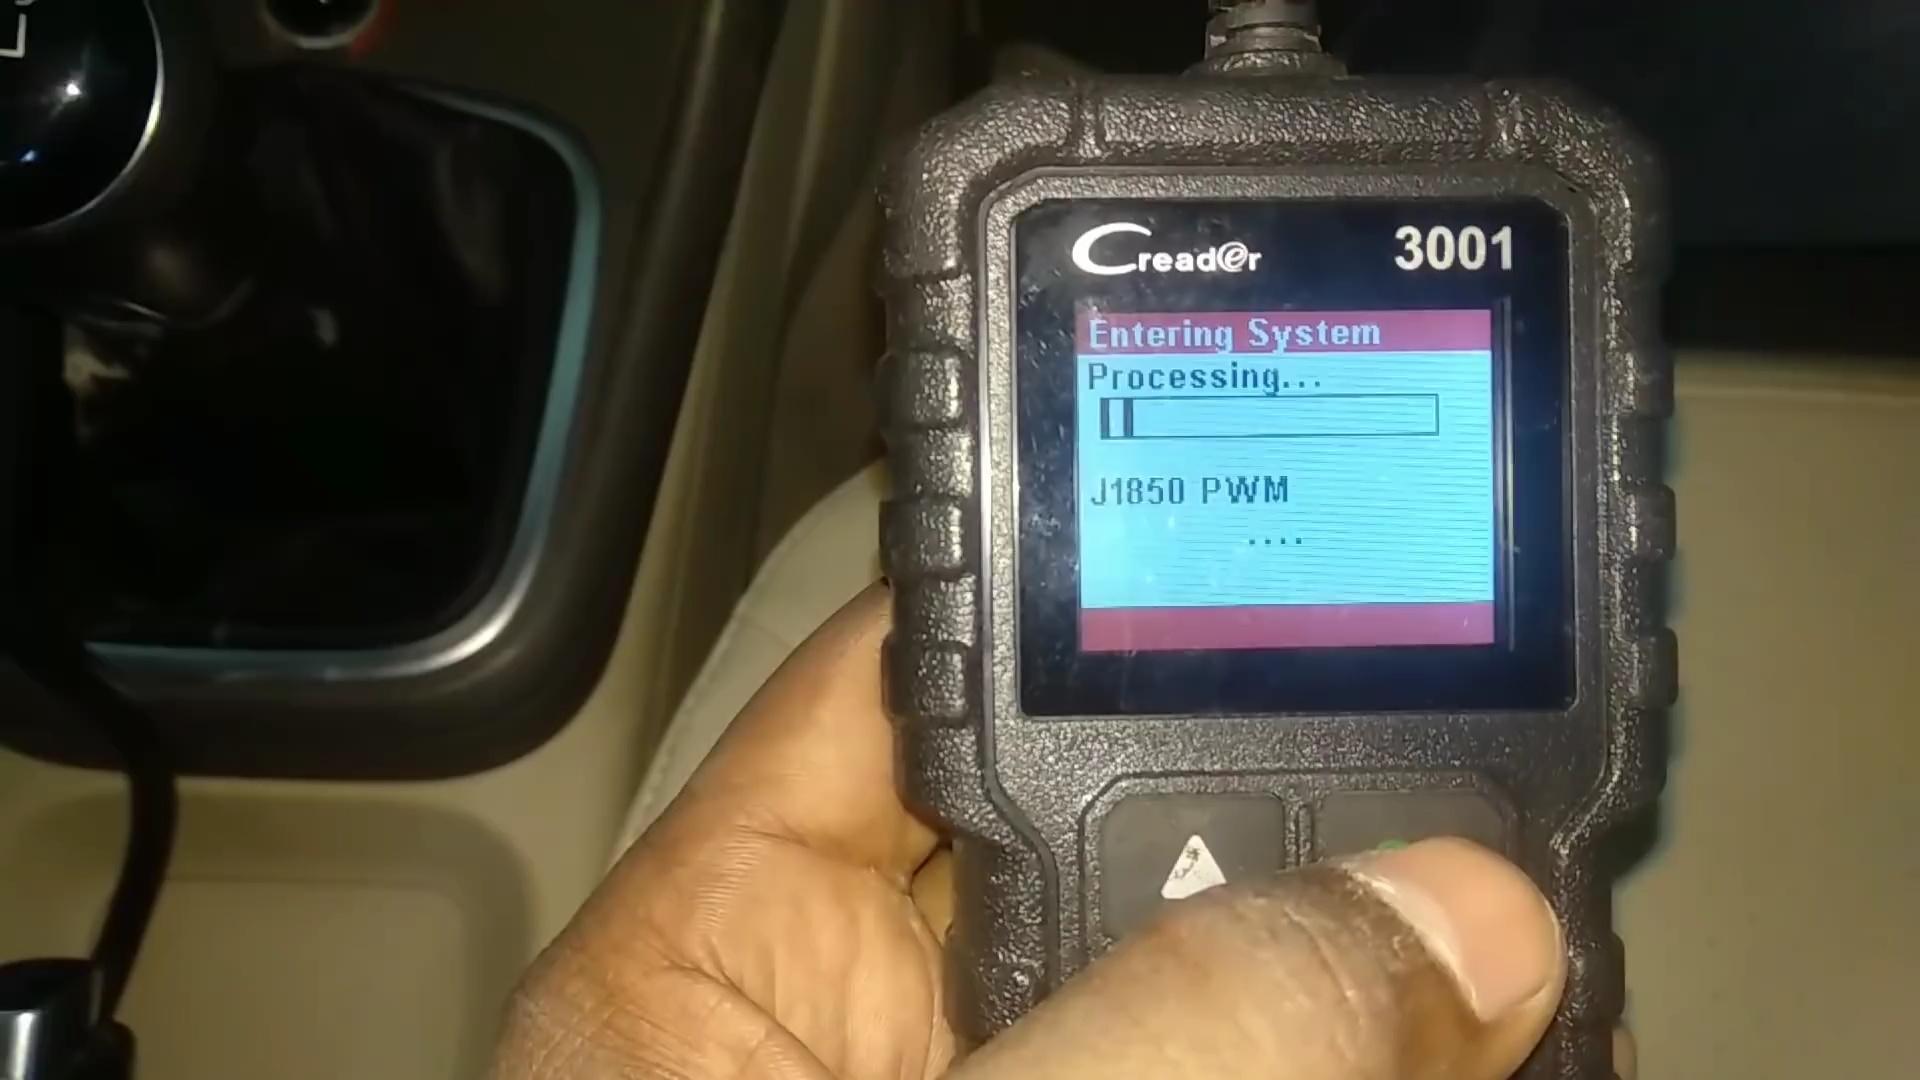 Creader 3001
Entering System
Processing...
J1850 PWM
....